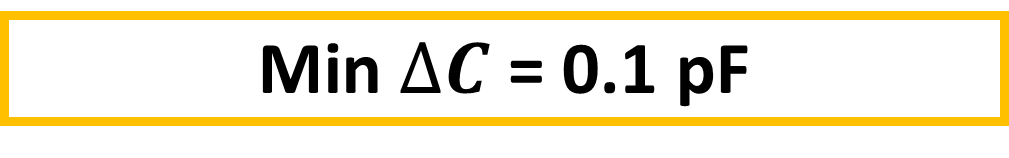 Min Δ𝑪 = 0.1 pF